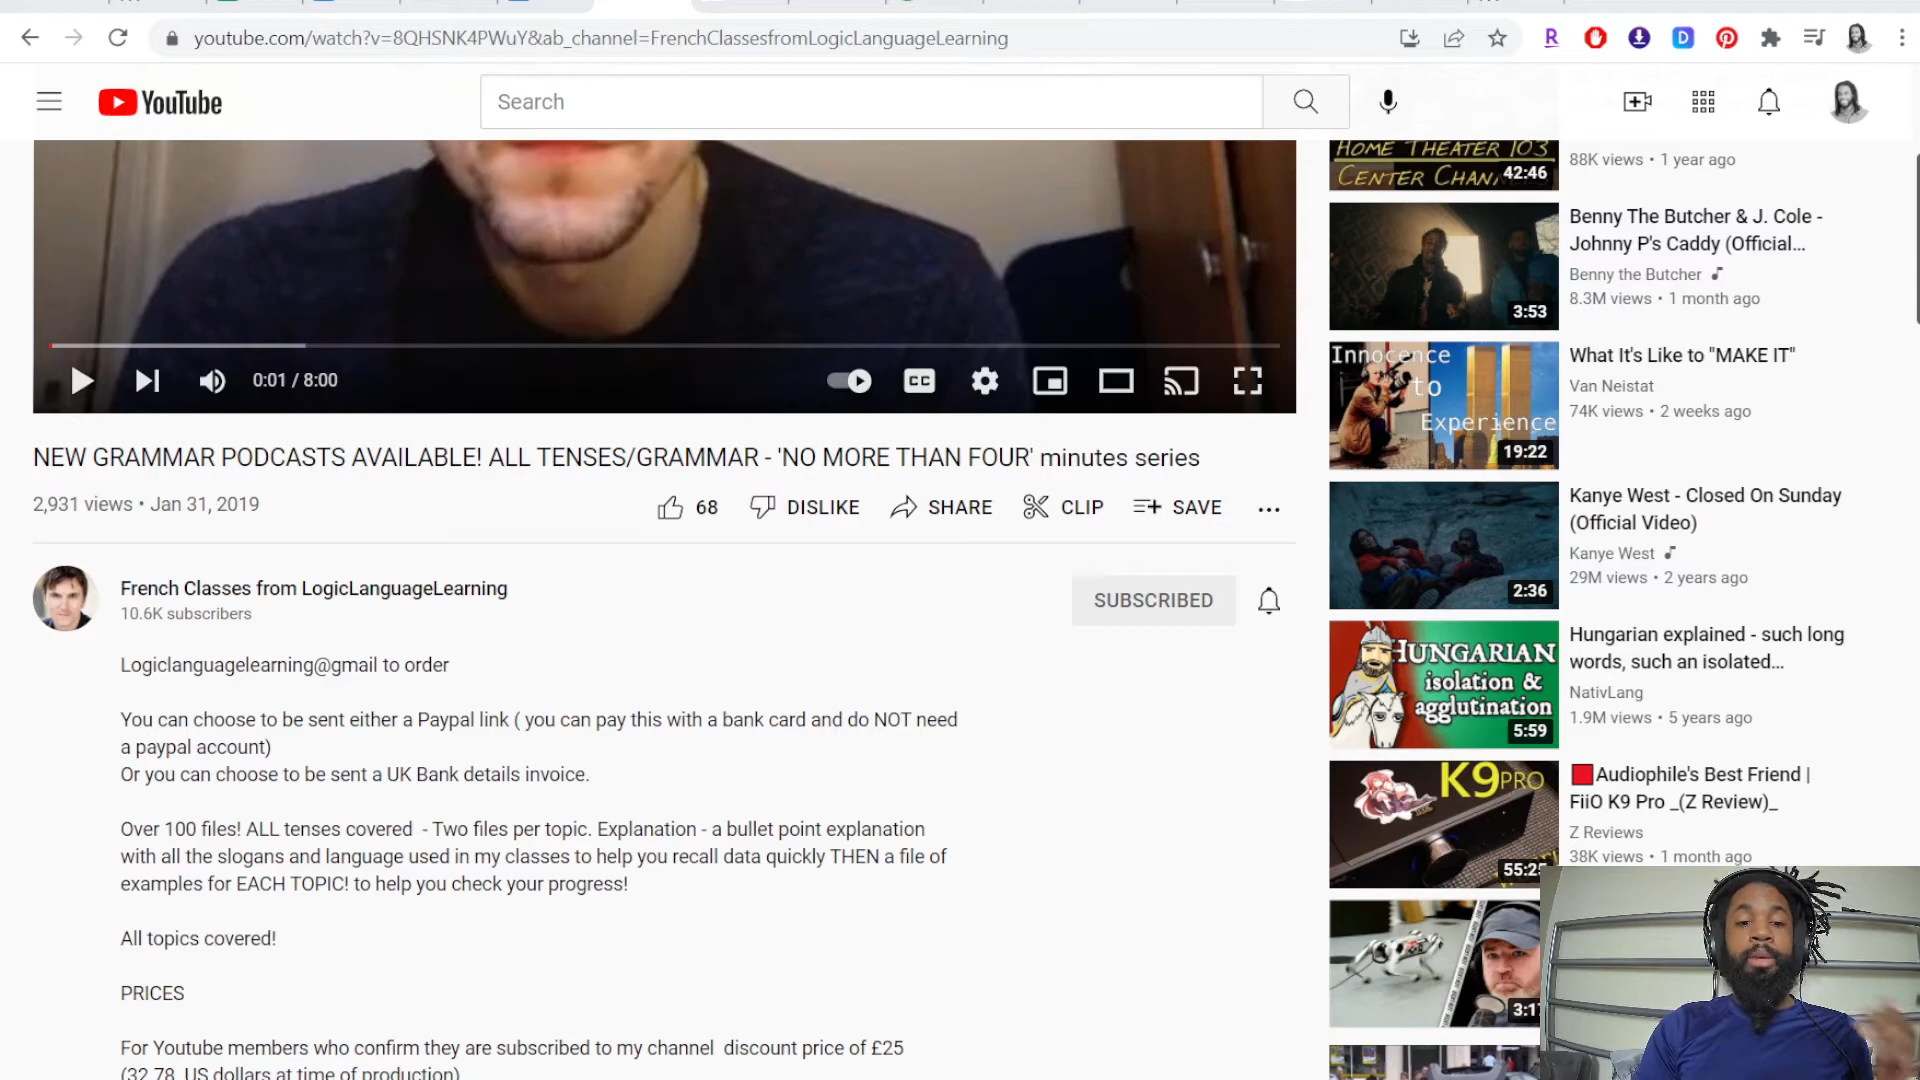 youtube.com/watch?v=8QHSNK4PWuY&ab_channel=FrenchClassesfromLogicLanguageLearning
YouTube
Search
0:01 / 8:00
NEW GRAMMAR PODCASTS AVAILABLE! ALL TENSES/GRAMMAR - 'NO MORE THAN FOUR' minutes series
2,931 views • Jan 31, 2019
68
DISLIKE
SHARE
CLIP
SAVE
French Classes from LogicLanguageLearning
10.6K subscribers
SUBSCRIBED
Logiclanguagelearning@gmail to order
You can choose to be sent either a Paypal link ( you can pay this with a bank card and do NOT need
a paypal account)
Or you can choose to be sent a UK Bank details invoice.
Over 100 files! ALL tenses covered - Two files per topic. Explanation - a bullet point explanation
with all the slogans and language used in my classes to help you recall data quickly THEN a file of
examples for EACH TOPIC! to help you check your progress!
All topics covered!
PRICES
For Youtube members who confirm they are subscribed to my channel discount price of £25
(32.78 US dollars at time of production)
HOME THEATER 103
CENTER
42:46
88K views • 1 year ago
3:53
Benny The Butcher & J. Cole -
Johnny P's Caddy (Official...
Benny the Butcher
8.3M views • 1 month ago
Innocence
to
Experience
19:22
What It's Like to "MAKE IT"
Van Neistat
74K views • 2 weeks ago
2:36
Kanye West - Closed On Sunday
(Official Video)
Kanye West
29M views • 2 years ago
HUNGARIAN
isolation &
agglutination
5:59
Hungarian explained - such long
words, such an isolated...
NativLang
1.9M views • 5 years ago
K9 PRO
Audiophile's Best Friend |
FiiO K9 Pro _(Z Review)_
Z Reviews
38K views • 1 month ago